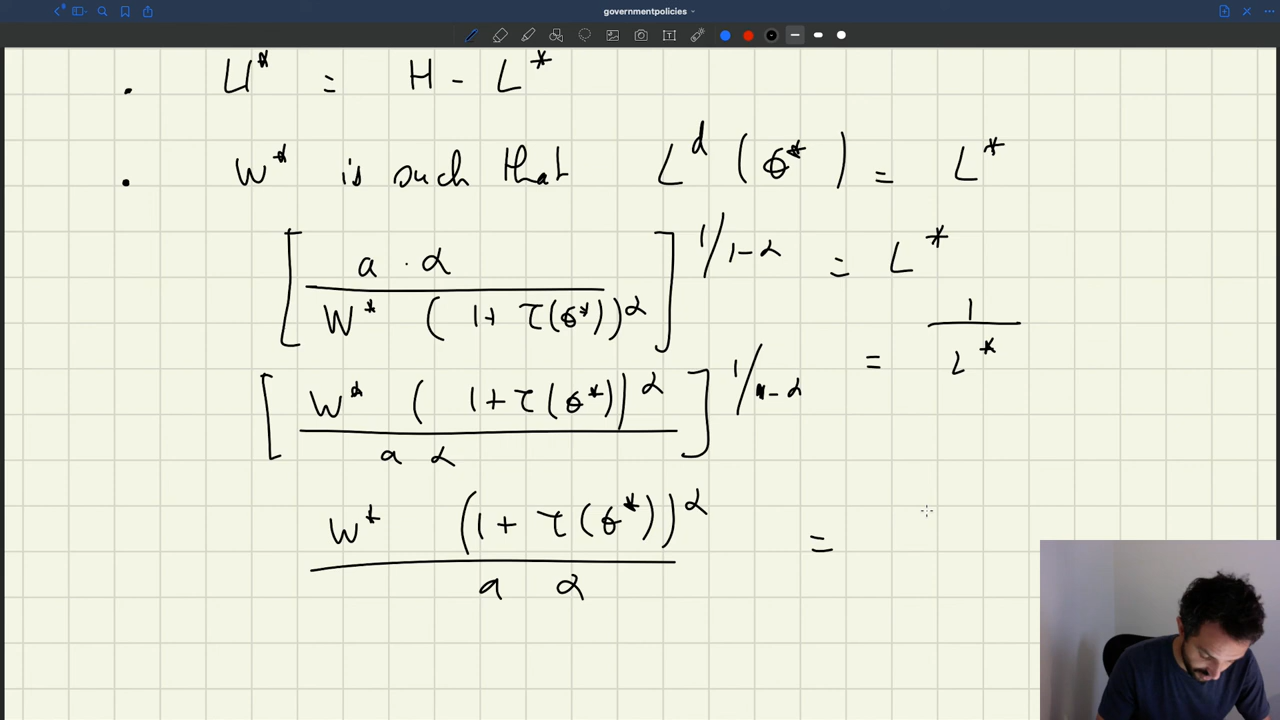 governmentpolicies
. U* = H - L*
. W* is such that L^d (θ*) = L*
[ a · α / W* ( 1 + τ(θ*))^α ]^1/1-α = L*
[ W* ( 1 + τ(θ*))^α / a α ]^1/1-α = 1 / L*
W* (1 + τ(θ*))^α / a α =